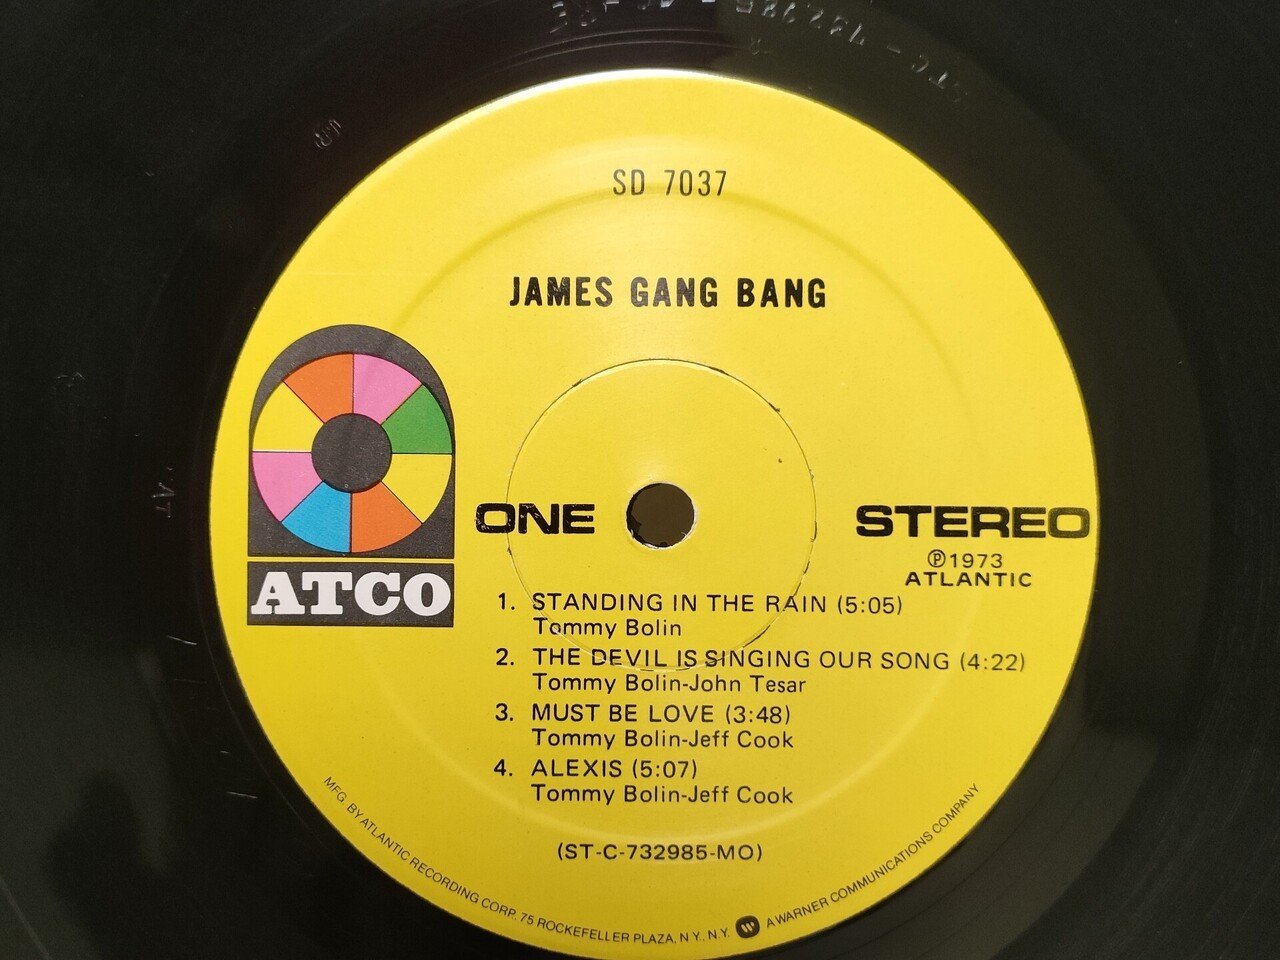 SD 7037
JAMES GANG BANG
ATCO
ONE
STEREO
℗1973
ATLANTIC
1. STANDING IN THE RAIN (5:05)
Tommy Bolin
2. THE DEVIL IS SINGING OUR SONG (4:22)
Tommy Bolin-John Tesar
3. MUST BE LOVE (3:48)
Tommy Bolin-Jeff Cook
4. ALEXIS (5:07)
Tommy Bolin-Jeff Cook
(ST-C-732985-MO)
MFG. BY ATLANTIC RECORDING CORP. 75 ROCKEFELLER PLAZA, N.Y., N.Y. W A WARNER COMMUNICATIONS COMPANY
AT